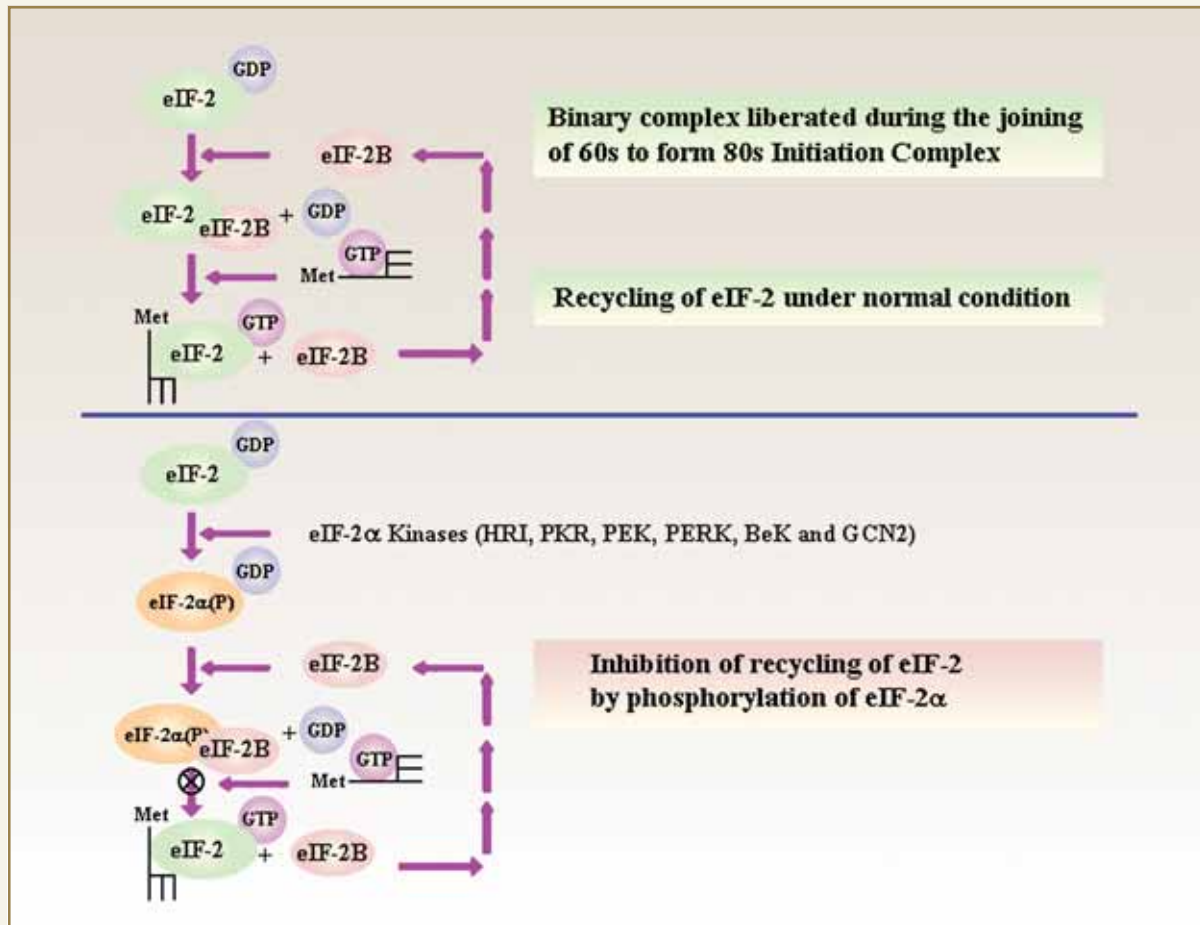 GDP
eIF-2
Binary complex liberated during the joining
of 60s to form 80s Initiation Complex
eIF-2B
eIF-2 eIF-2B + GDP
GTP
Met
Recycling of eIF-2 under normal condition
Met
GTP
eIF-2 + eIF-2B
GDP
eIF-2
eIF-2α Kinases (HRI, PKR, PEK, PERK, BeK and GCN2)
GDP
eIF-2α(P)
eIF-2B
Inhibition of recycling of eIF-2
by phosphorylation of eIF-2α
eIF-2α(P) eIF-2B + GDP
GTP
Met
Met
GTP
eIF-2 + eIF-2B